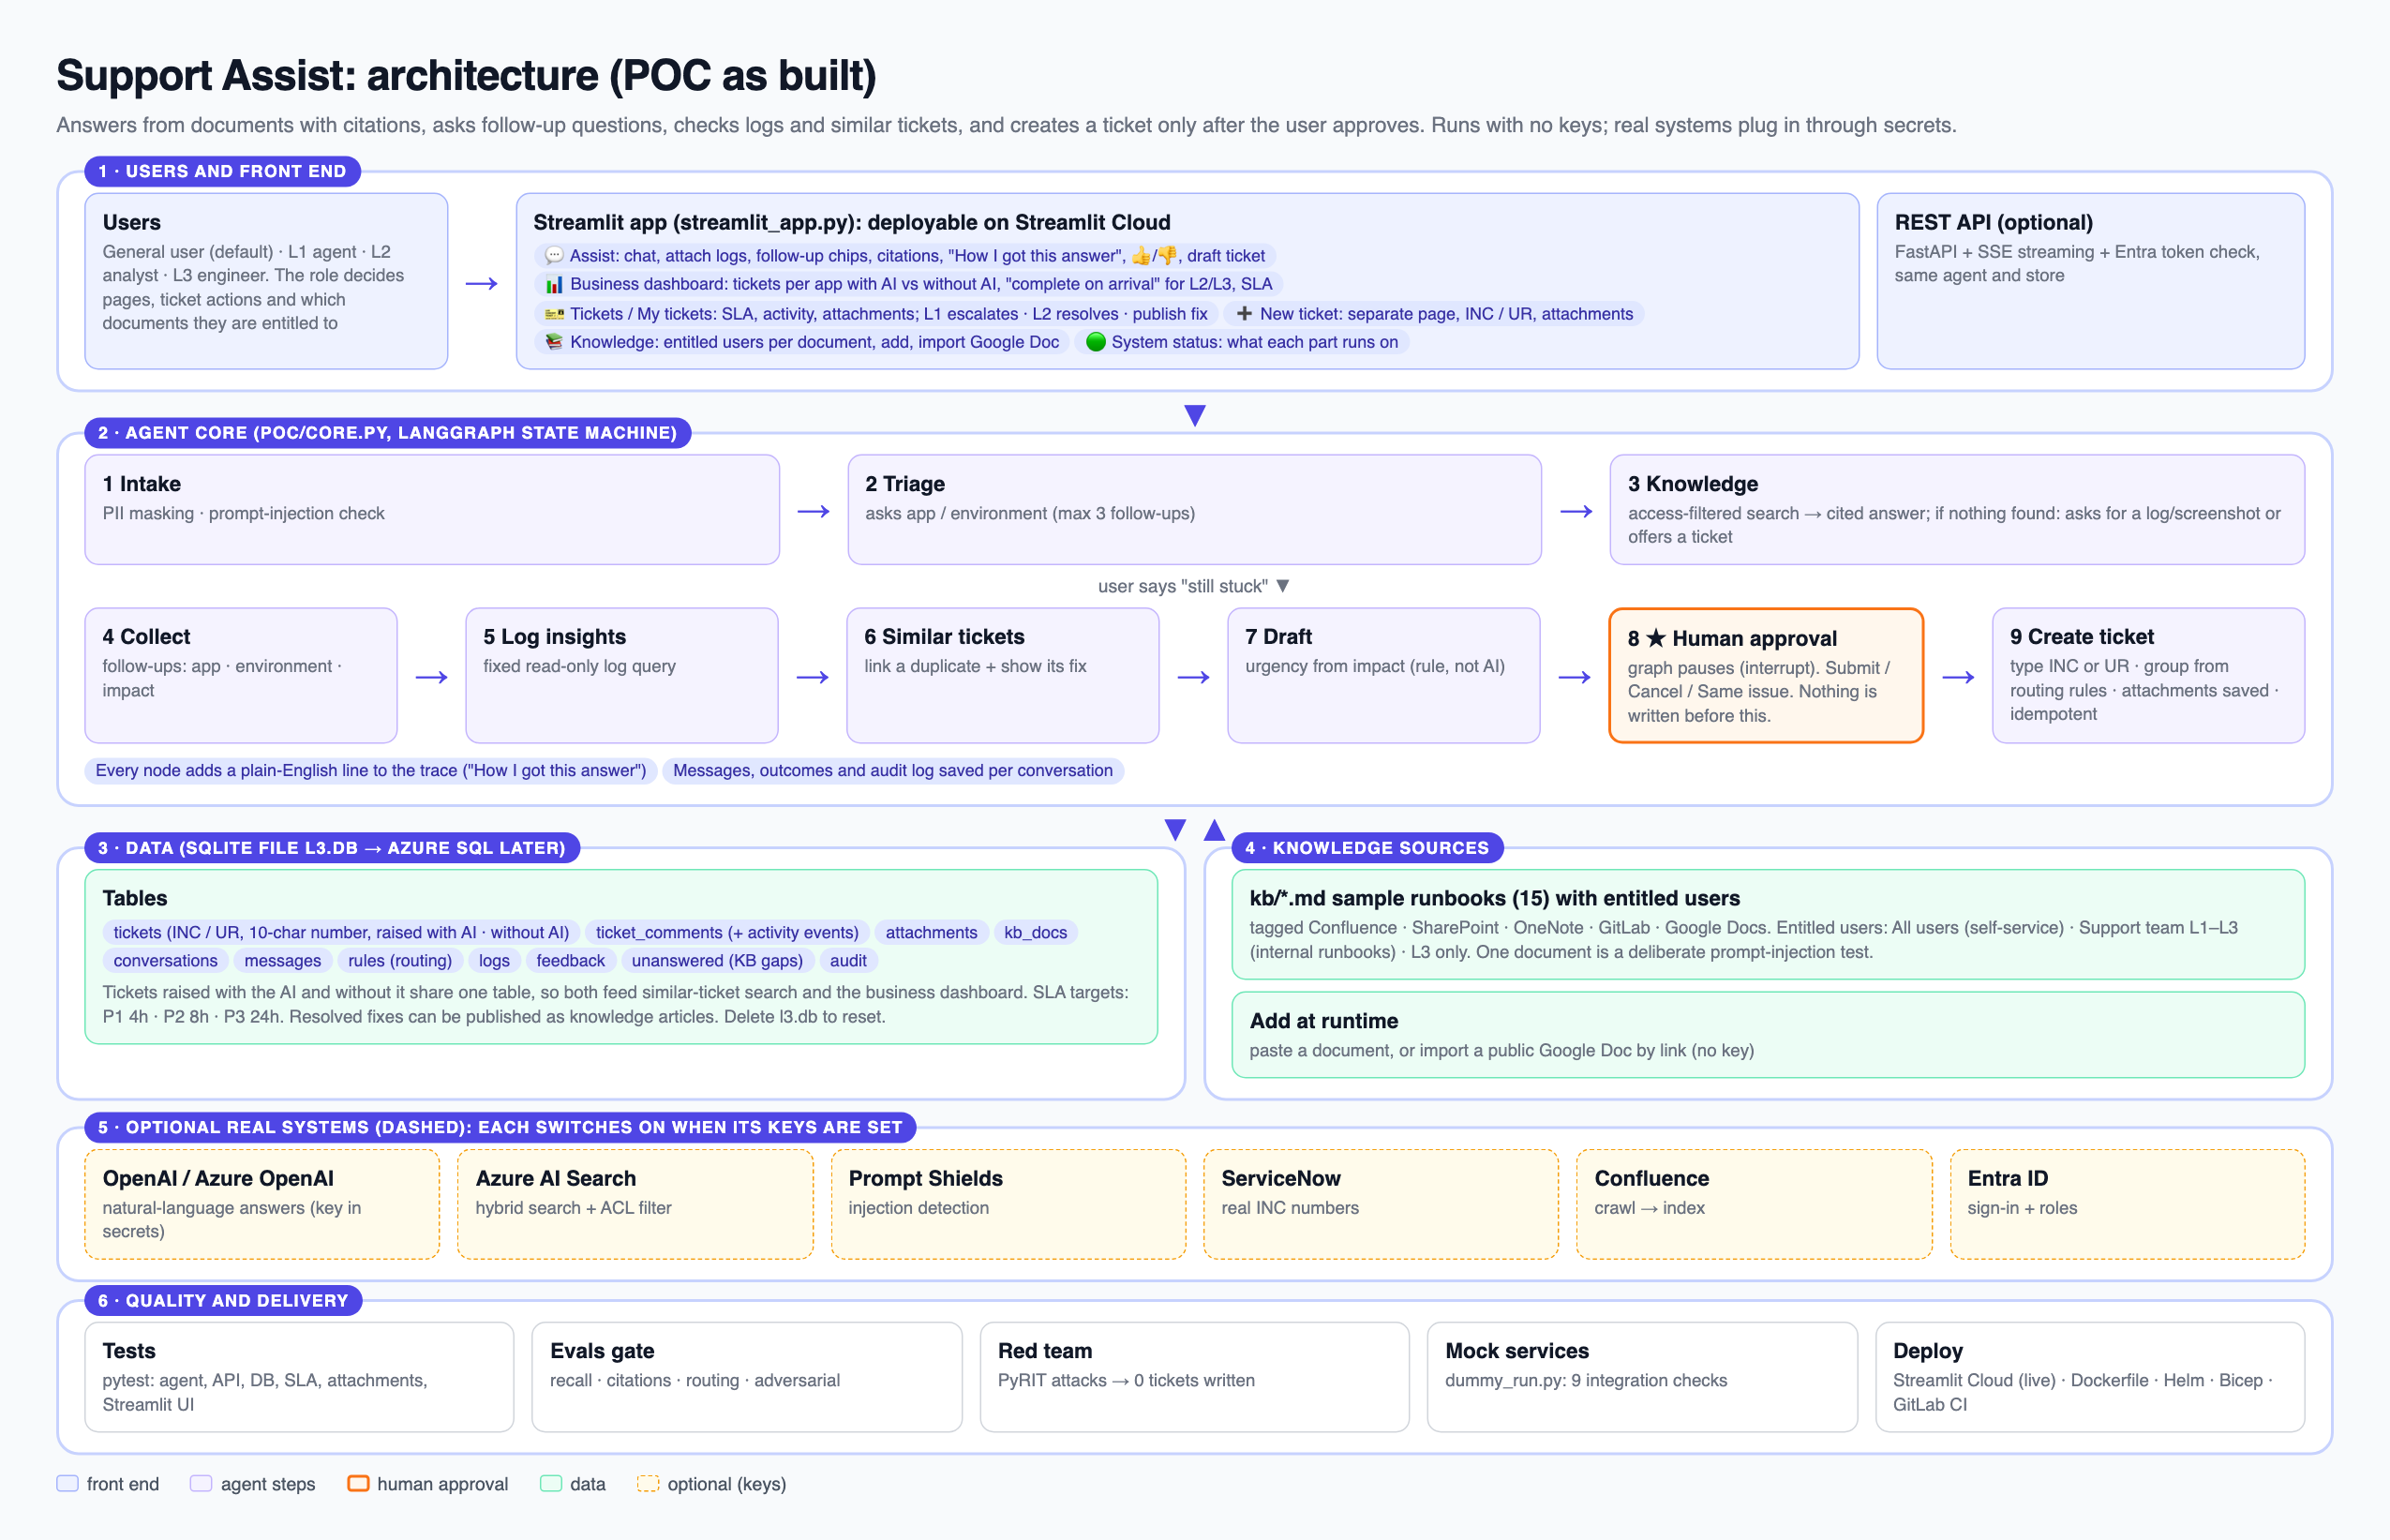 Support Assist: architecture (POC as built)
Answers from documents with citations, asks follow-up questions, checks logs and similar tickets, and creates a ticket only after the user approves. Runs with no keys; real systems plug in through secrets.
1 · USERS AND FRONT END
Users
General user (default) · L1 agent · L2
analyst · L3 engineer. The role decides
pages, ticket actions and which
documents they are entitled to
→
Streamlit app (streamlit_app.py): deployable on Streamlit Cloud
💬 Assist: chat, attach logs, follow-up chips, citations, "How I got this answer", 👍/👎, draft ticket
📊 Business dashboard: tickets per app with AI vs without AI, "complete on arrival" for L2/L3, SLA
🎫 Tickets / My tickets: SLA, activity, attachments; L1 escalates · L2 resolves · publish fix
➕ New ticket: separate page, INC / UR, attachments
📚 Knowledge: entitled users per document, add, import Google Doc
🟢 System status: what each part runs on
REST API (optional)
FastAPI + SSE streaming + Entra token check,
same agent and store
▼
2 · AGENT CORE (POC/CORE.PY, LANGGRAPH STATE MACHINE)
1 Intake
PII masking · prompt-injection check
→
2 Triage
asks app / environment (max 3 follow-ups)
→
3 Knowledge
access-filtered search → cited answer; if nothing found: asks for a log/screenshot or
offers a ticket
user says "still stuck" ▼
4 Collect
follow-ups: app · environment ·
impact
→
5 Log insights
fixed read-only log query
→
6 Similar tickets
link a duplicate + show its fix
→
7 Draft
urgency from impact (rule, not AI)
→
8 ★ Human approval
graph pauses (interrupt). Submit /
Cancel / Same issue. Nothing is
written before this.
→
9 Create ticket
type INC or UR · group from
routing rules · attachments saved ·
idempotent
Every node adds a plain-English line to the trace ("How I got this answer")
Messages, outcomes and audit log saved per conversation
▼ ▲
3 · DATA (SQLITE FILE L3.DB → AZURE SQL LATER)
Tables
tickets (INC / UR, 10-char number, raised with AI · without AI)
ticket_comments (+ activity events)
attachments
kb_docs
conversations
messages
rules (routing)
logs
feedback
unanswered (KB gaps)
audit
Tickets raised with the AI and without it share one table, so both feed similar-ticket search and the business dashboard. SLA targets:
P1 4h · P2 8h · P3 24h. Resolved fixes can be published as knowledge articles. Delete l3.db to reset.
4 · KNOWLEDGE SOURCES
kb/*.md sample runbooks (15) with entitled users
tagged Confluence · SharePoint · OneNote · GitLab · Google Docs. Entitled users: All users (self-service) · Support team L1–L3
(internal runbooks) · L3 only. One document is a deliberate prompt-injection test.
Add at runtime
paste a document, or import a public Google Doc by link (no key)
5 · OPTIONAL REAL SYSTEMS (DASHED): EACH SWITCHES ON WHEN ITS KEYS ARE SET
OpenAI / Azure OpenAI
natural-language answers (key in
secrets)
Azure AI Search
hybrid search + ACL filter
Prompt Shields
injection detection
ServiceNow
real INC numbers
Confluence
crawl → index
Entra ID
sign-in + roles
6 · QUALITY AND DELIVERY
Tests
pytest: agent, API, DB, SLA, attachments,
Streamlit UI
Evals gate
recall · citations · routing · adversarial
Red team
PyRIT attacks → 0 tickets written
Mock services
dummy_run.py: 9 integration checks
Deploy
Streamlit Cloud (live) · Dockerfile · Helm · Bicep ·
GitLab CI
front end
agent steps
human approval
data
optional (keys)